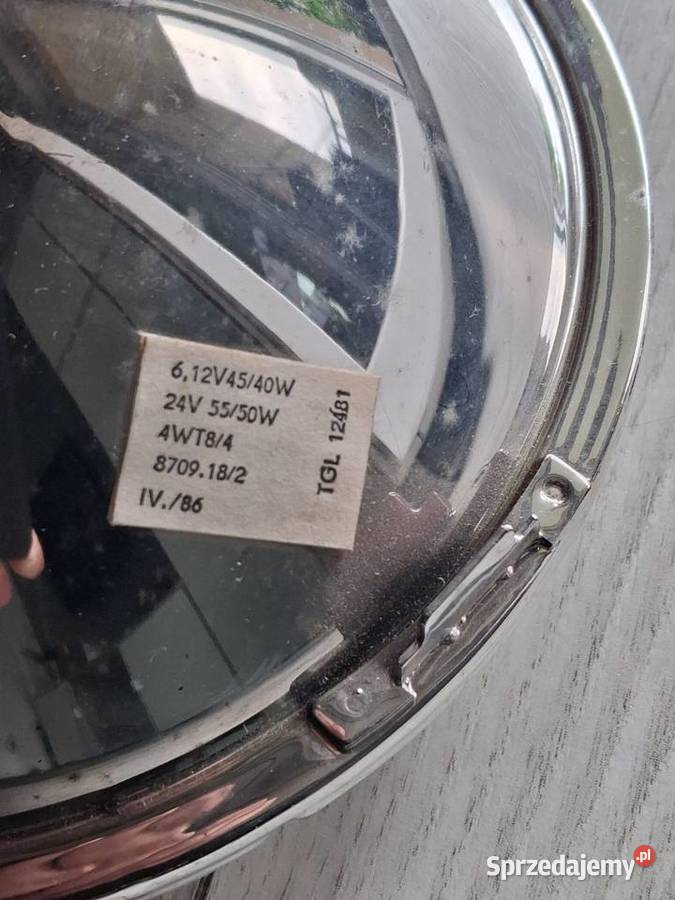 6,12V45/40W
24V 55/50W
4WT8/4
8709.18/2
IV./86
TGL 12481
Sprzedajemy.pl